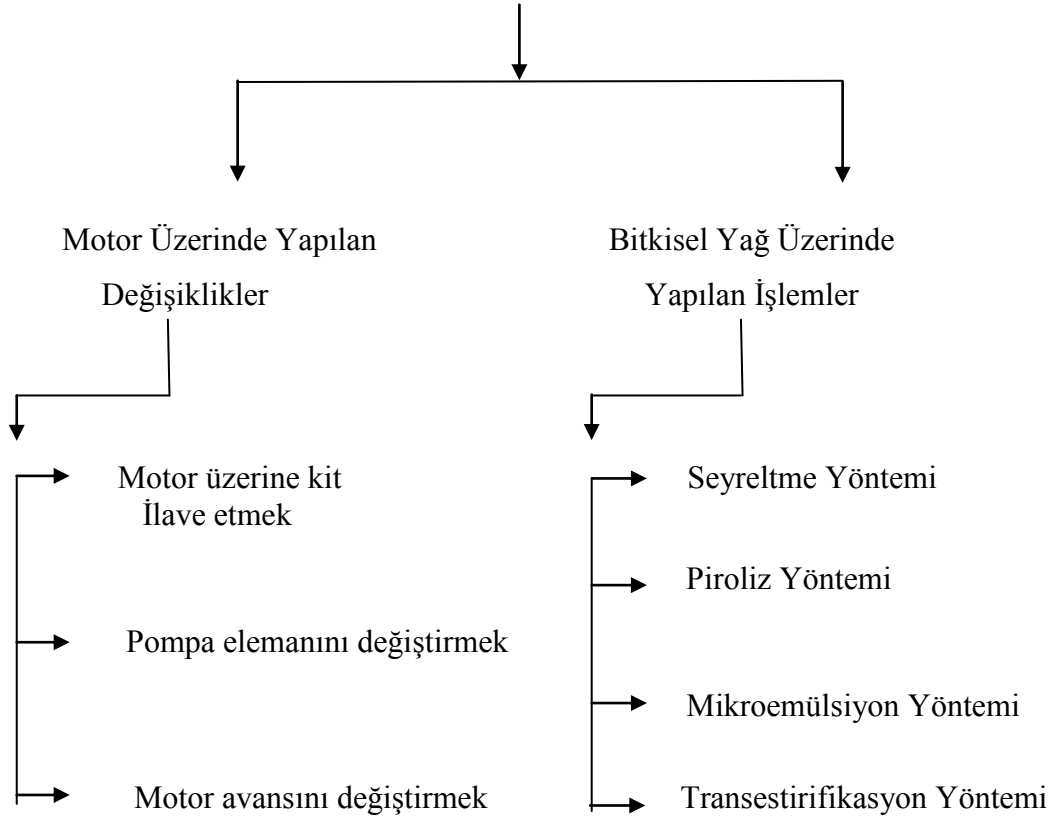 Motor Üzerinde Yapılan
Değişiklikler
Bitkisel Yağ Üzerinde
Yapılan İşlemler
Motor üzerine kit
İlave etmek
Pompa elemanını değiştirmek
Motor avansını değiştirmek
Seyreltme Yöntemi
Piroliz Yöntemi
Mikroemülsiyon Yöntemi
Transestirifikasyon Yöntemi